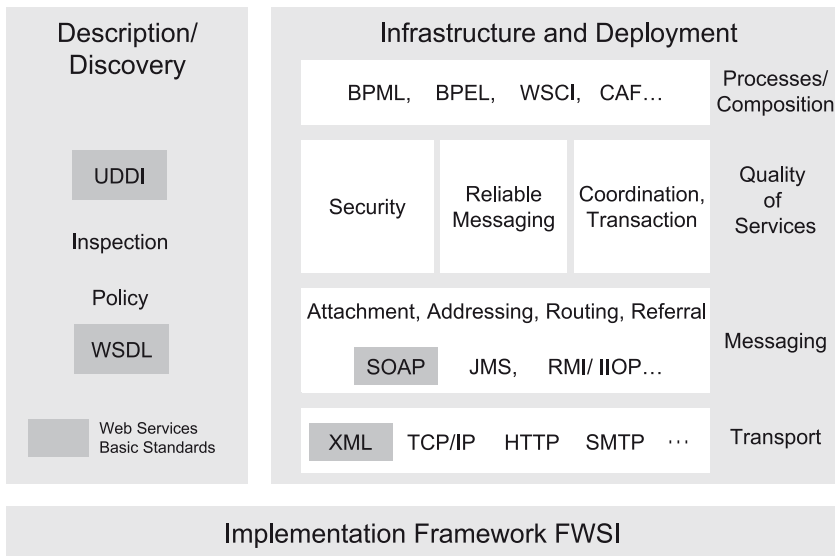 Description/
Discovery
UDDI
Inspection
Policy
WSDL
Web Services
Basic Standards
Infrastructure and Deployment
BPML, BPEL, WSCI, CAF…
Processes/
Composition
Security
Reliable
Messaging
Coordination,
Transaction
Quality
of
Services
Attachment, Addressing, Routing, Referral
SOAP JMS, RMI/ IIOP…
Messaging
XML TCP/IP HTTP SMTP …
Transport
Implementation Framework FWSI